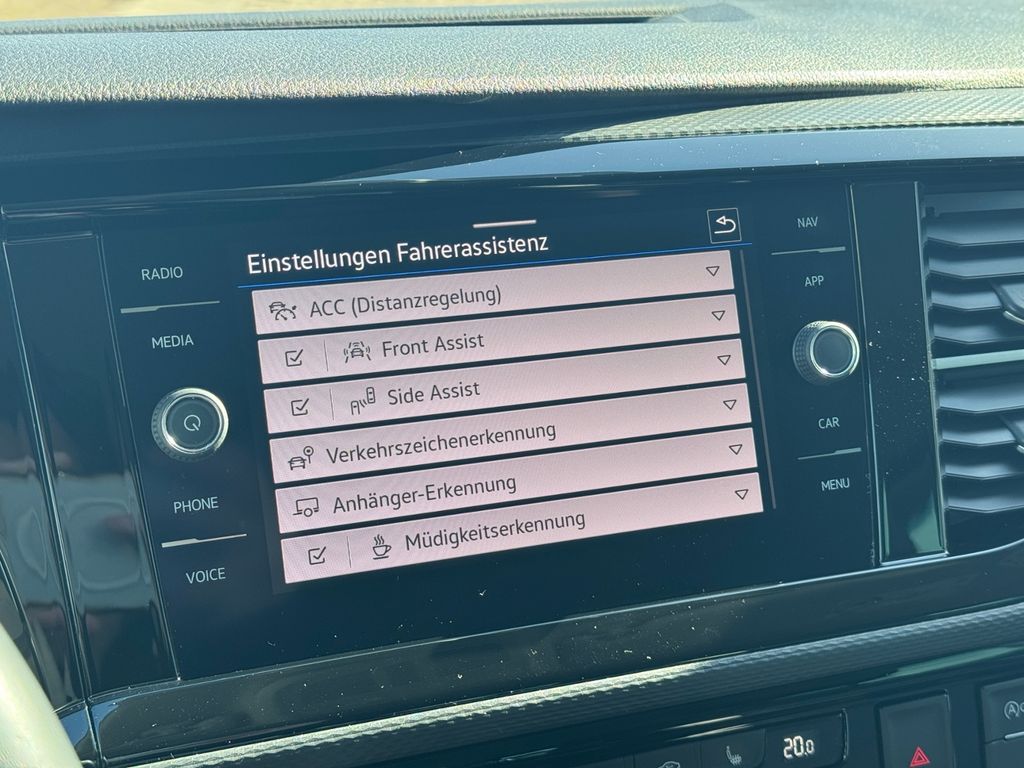 RADIO
MEDIA
PHONE
VOICE
Einstellungen Fahrerassistenz
ACC (Distanzregelung)
Front Assist
Side Assist
Verkehrszeichenerkennung
Anhänger-Erkennung
Müdigkeitserkennung
NAV
APP
CAR
MENU
20.0